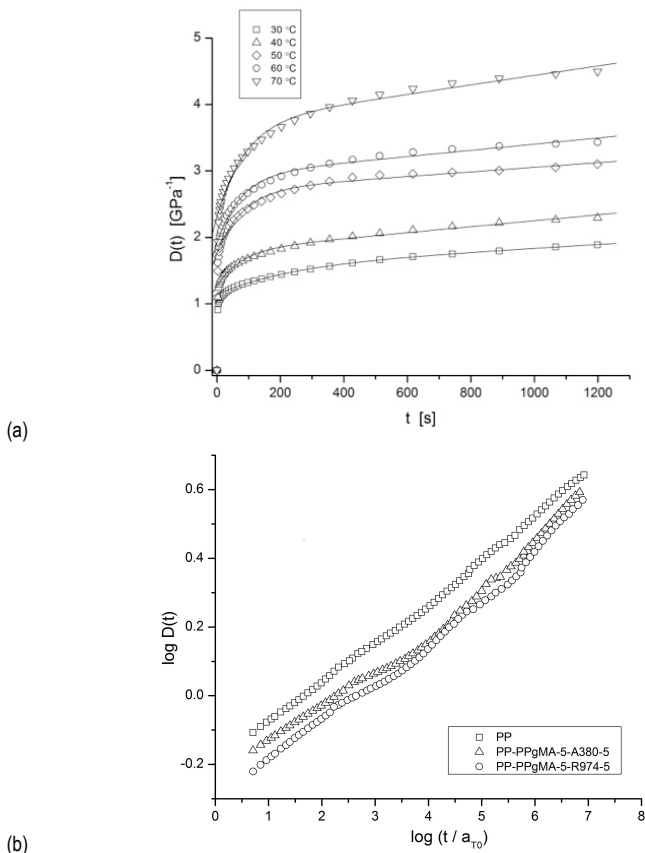 30 °C
40 °C
50 °C
60 °C
70 °C
5
4
3
2
1
0
D(t) [GPa⁻¹]
0 200 400 600 800 1000 1200
t [s]
(a)
0.6
0.4
0.2
0.0
-0.2
log D(t)
PP
PP-PPgMA-5-A380-5
PP-PPgMA-5-R974-5
0 1 2 3 4 5 6 7 8
log (t / aT0)
(b)